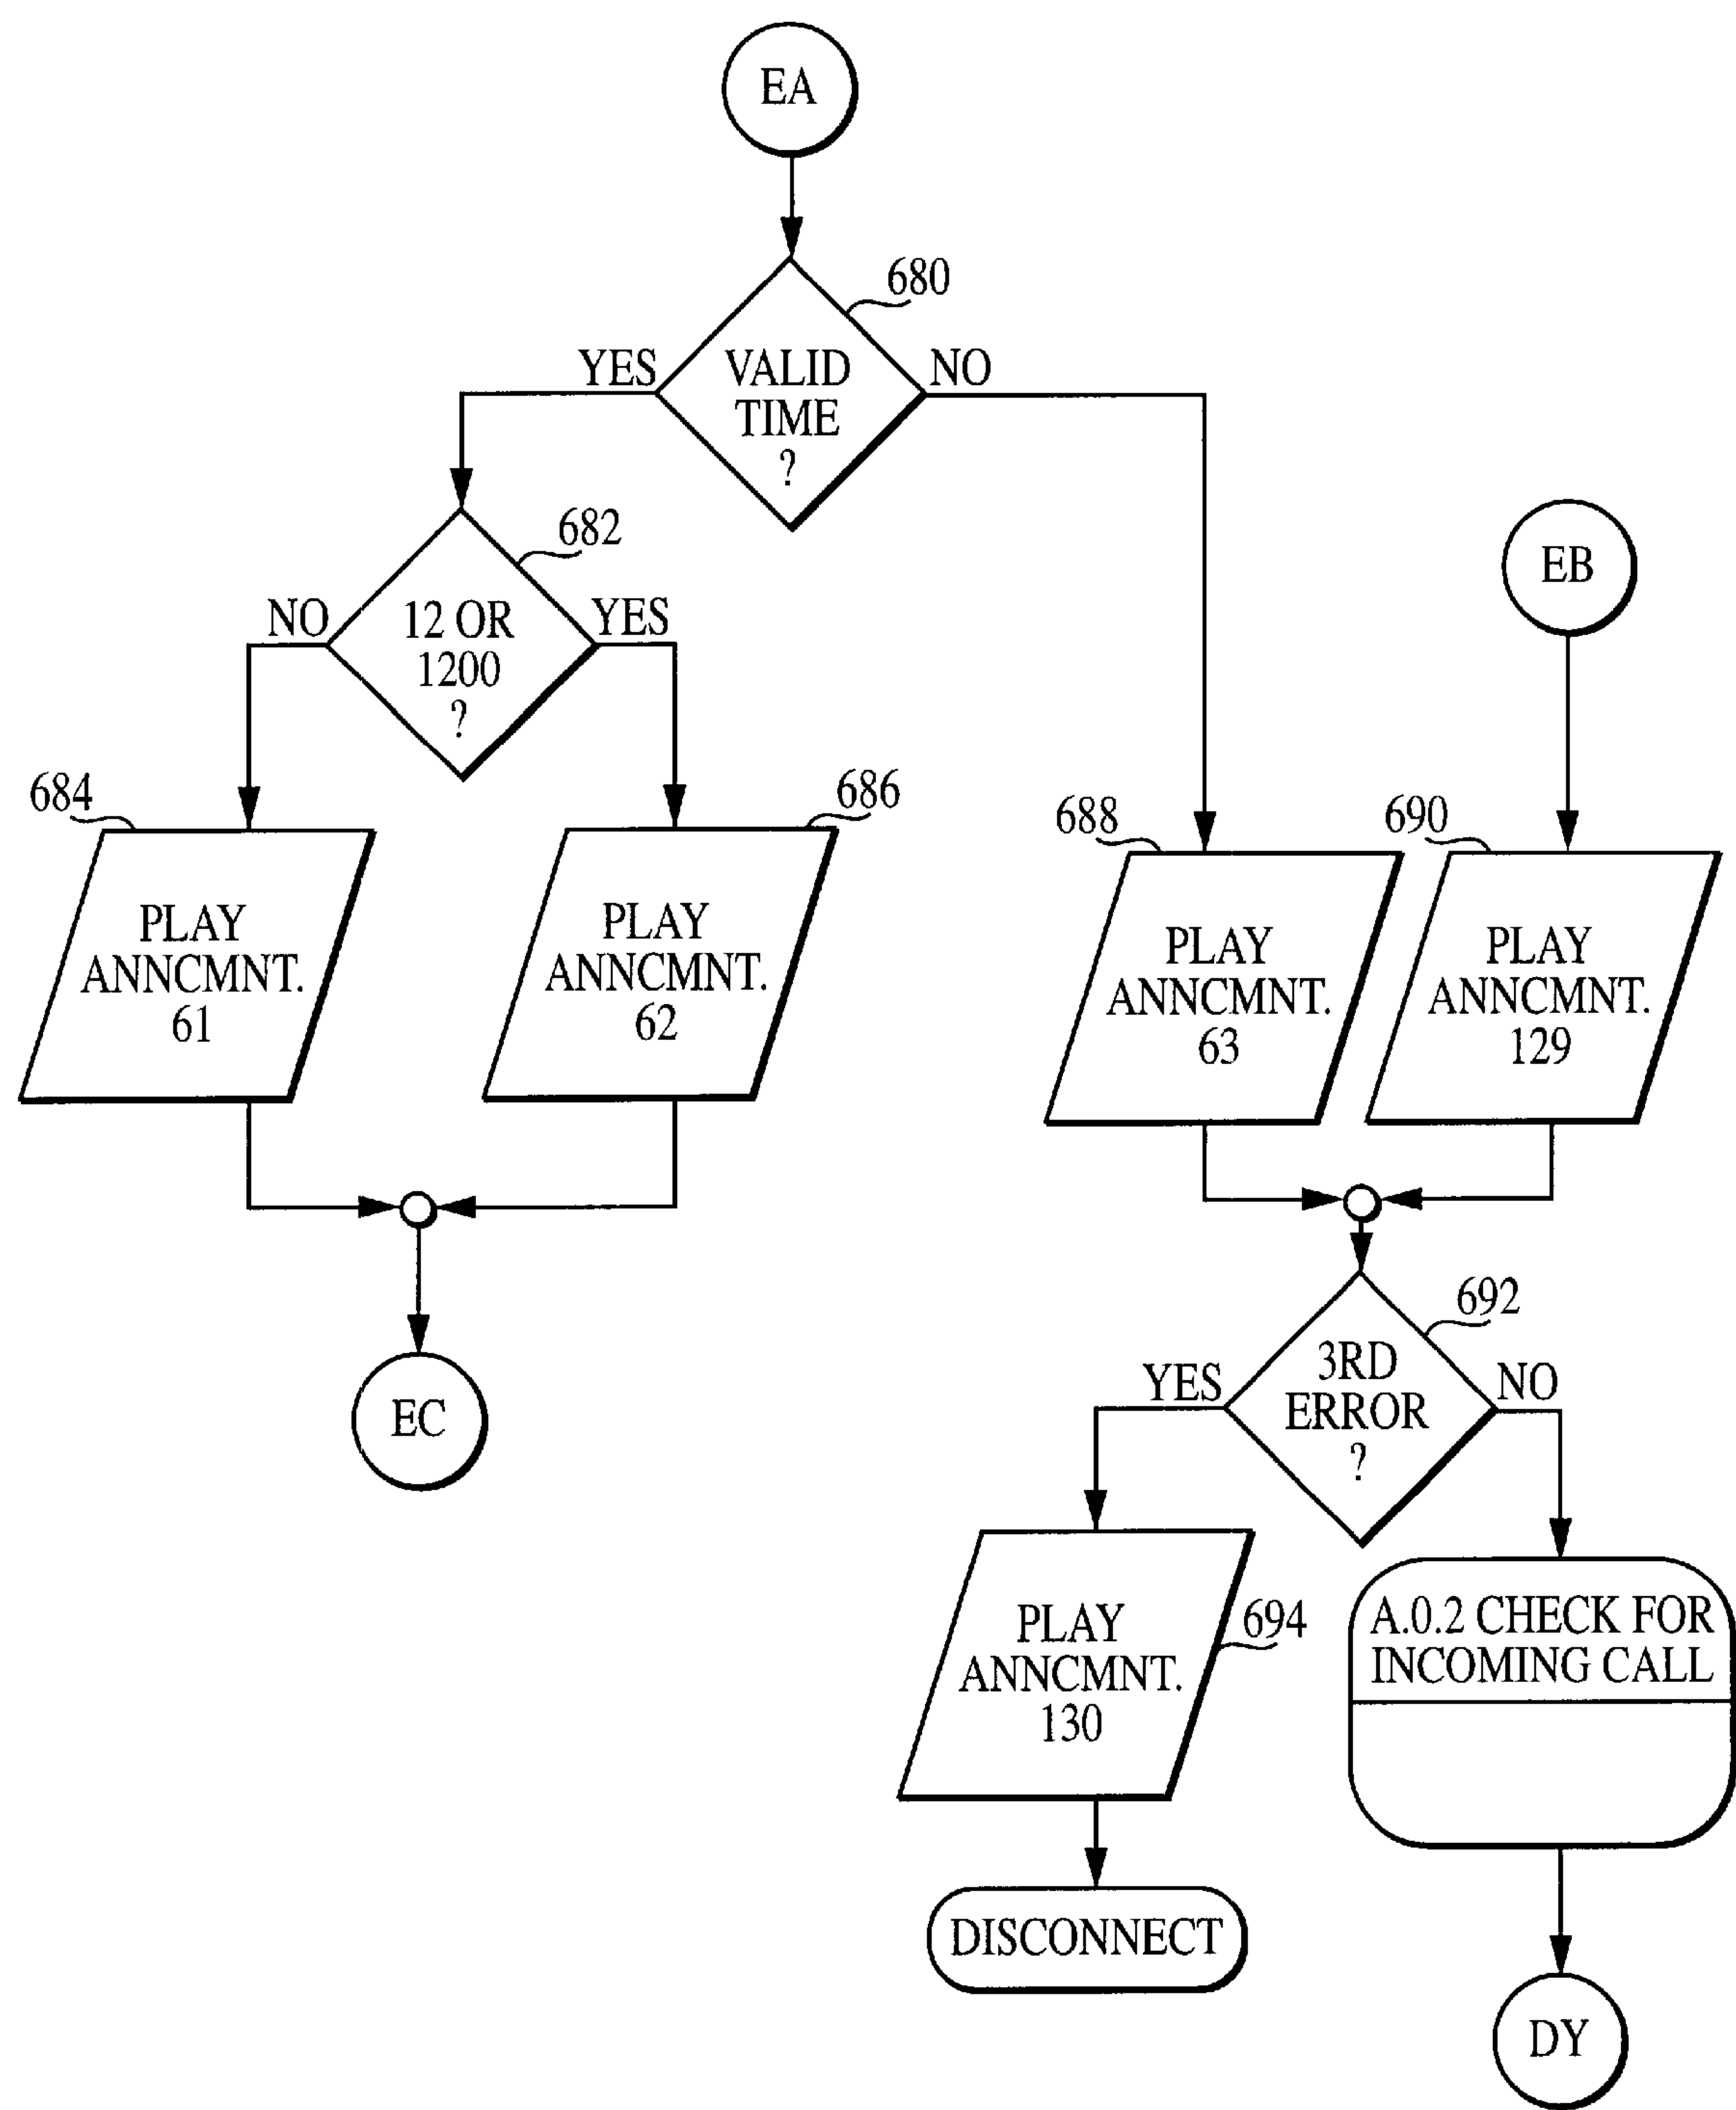 EA
680
YES
VALID
TIME
?
NO
682
NO
12 OR
1200
?
YES
EB
684
PLAY
ANNCMNT.
61
686
PLAY
ANNCMNT.
62
688
PLAY
ANNCMNT.
63
690
PLAY
ANNCMNT.
129
EC
692
YES
3RD
ERROR
?
NO
PLAY
ANNCMNT.
130
694
A.0.2 CHECK FOR
INCOMING CALL
DISCONNECT
DY